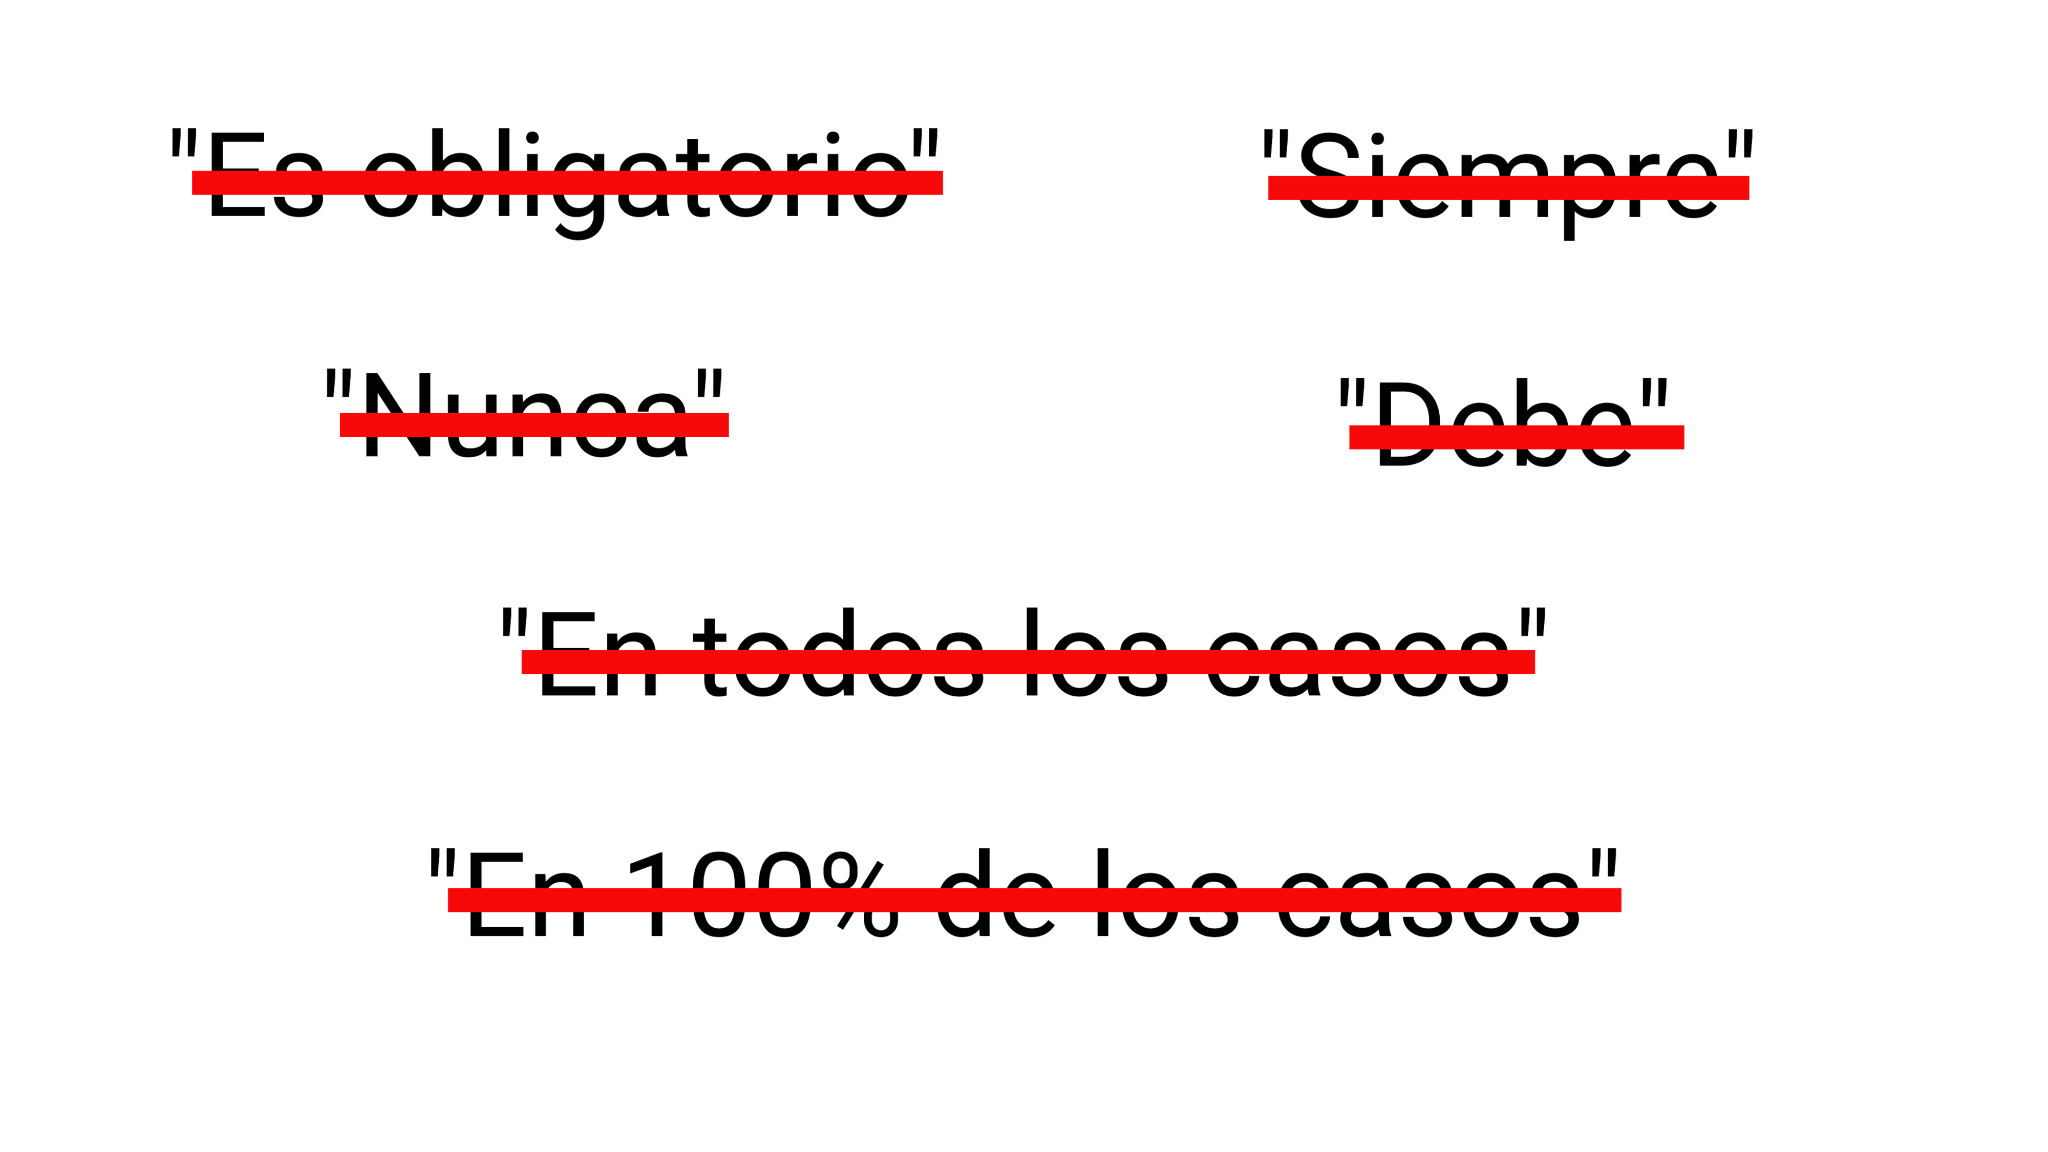 "Es obligatorio"
"Siempre"
"Nunca"
"Debe"
"En todos los casos"
"En 100% de los casos"